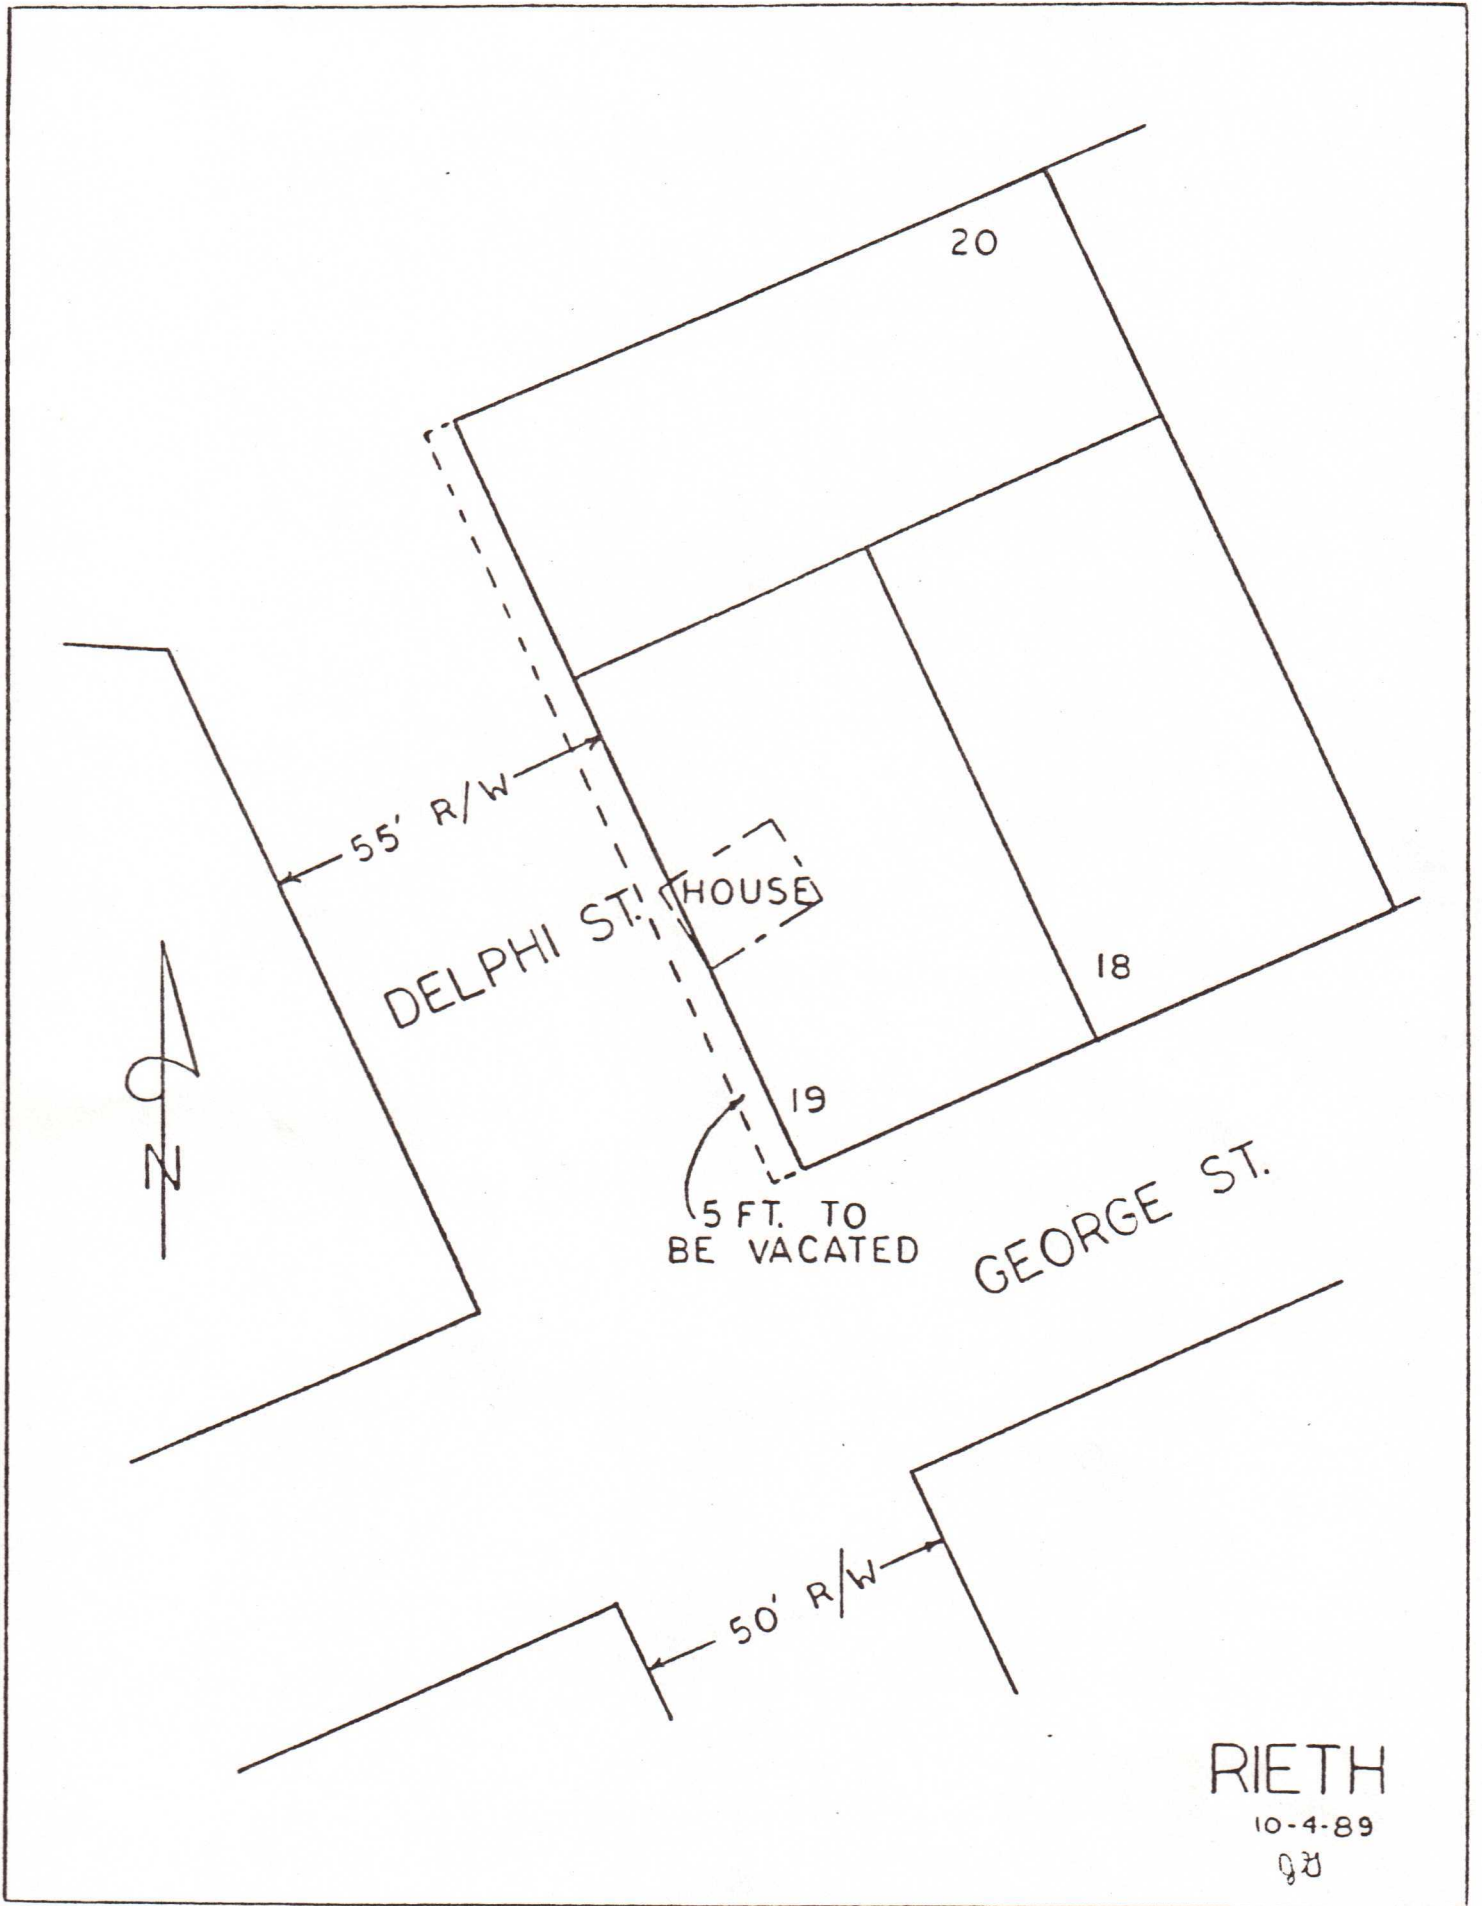 20
55' R/W
HOUSE
DELPHI ST.
18
19
N
5 FT. TO
BE VACATED
GEORGE ST.
50' R/W
RIETH
10-4-89